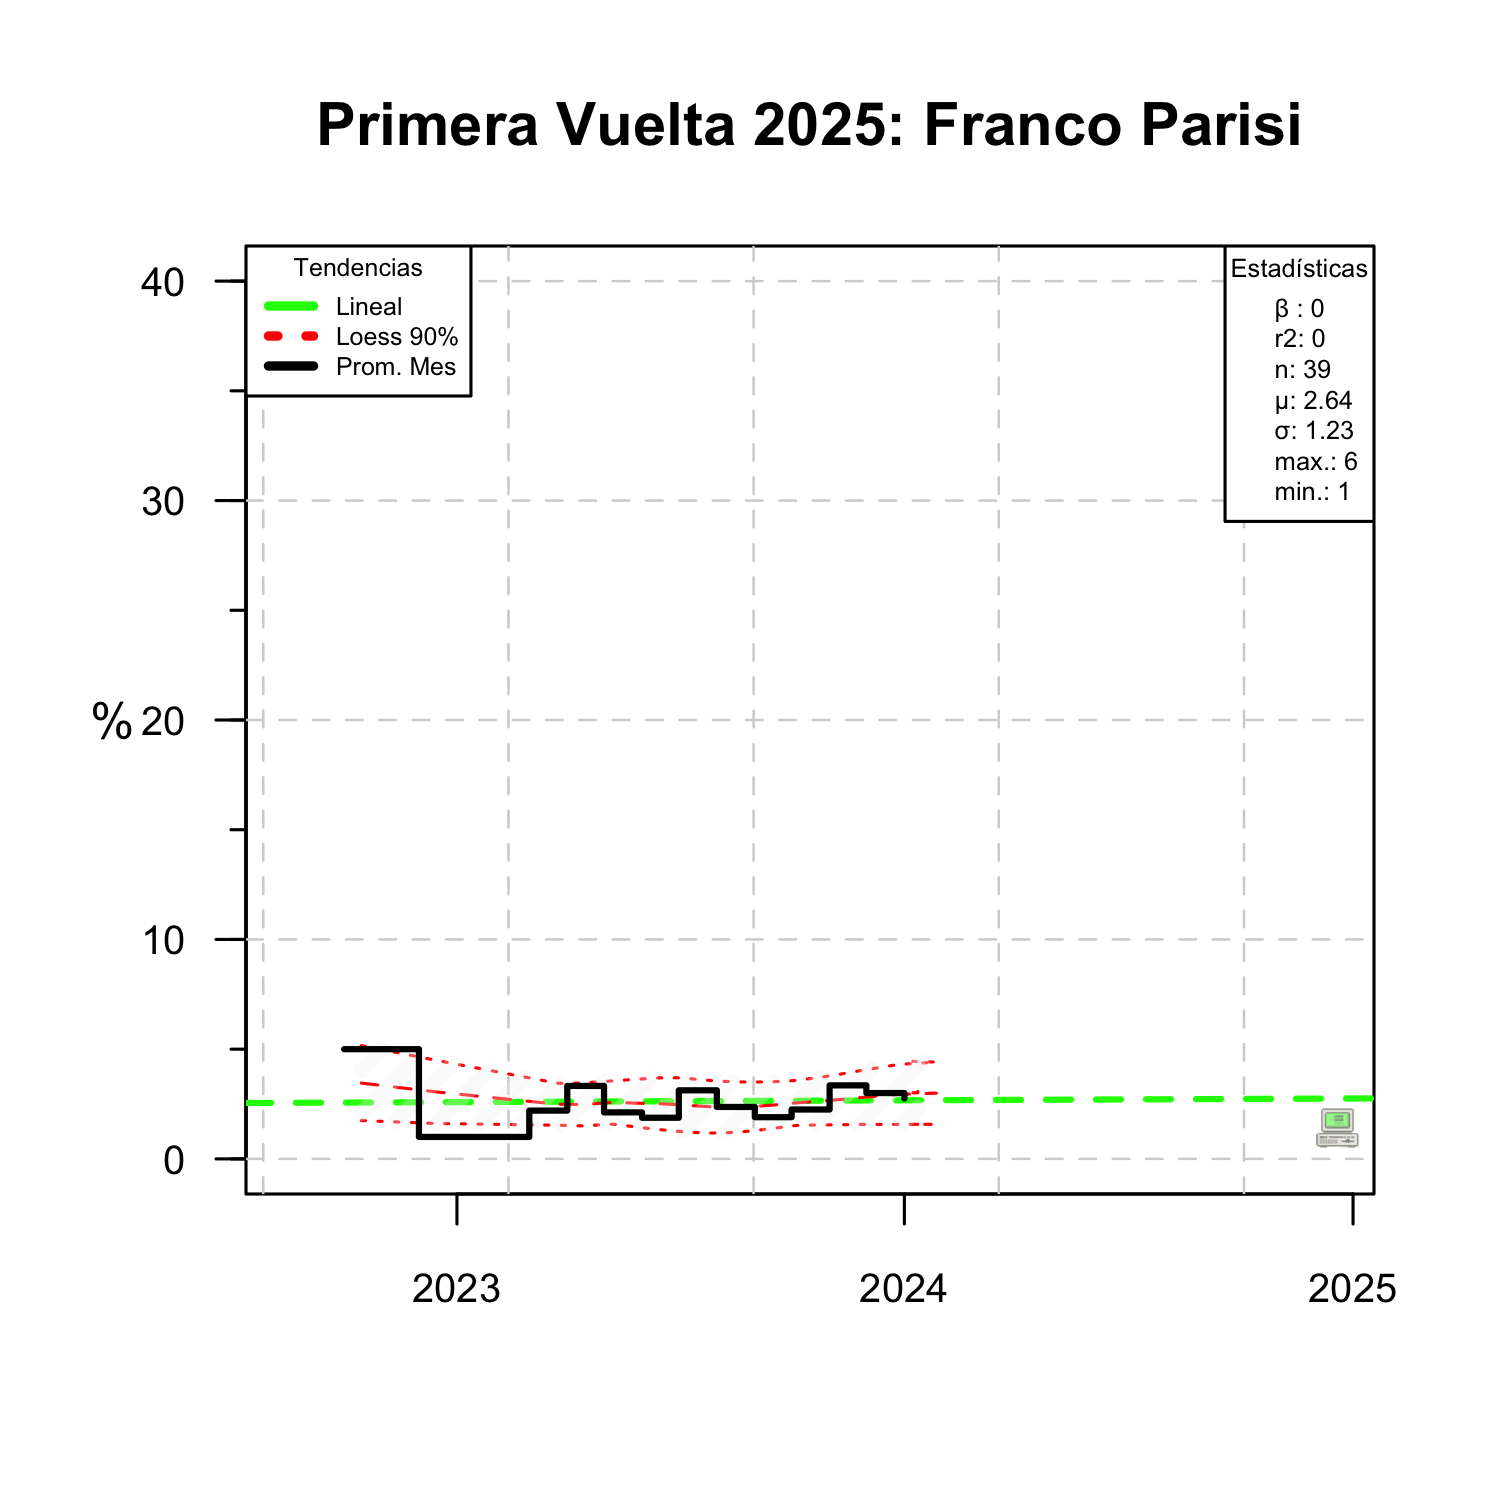 Primera Vuelta 2025: Franco Parisi
Tendencias
Lineal
Loess 90%
Prom. Mes
Estadísticas
β : 0
r2: 0
n: 39
μ: 2.64
σ: 1.23
max.: 6
min.: 1
40
30
% 20
10
0
2023 2024 2025